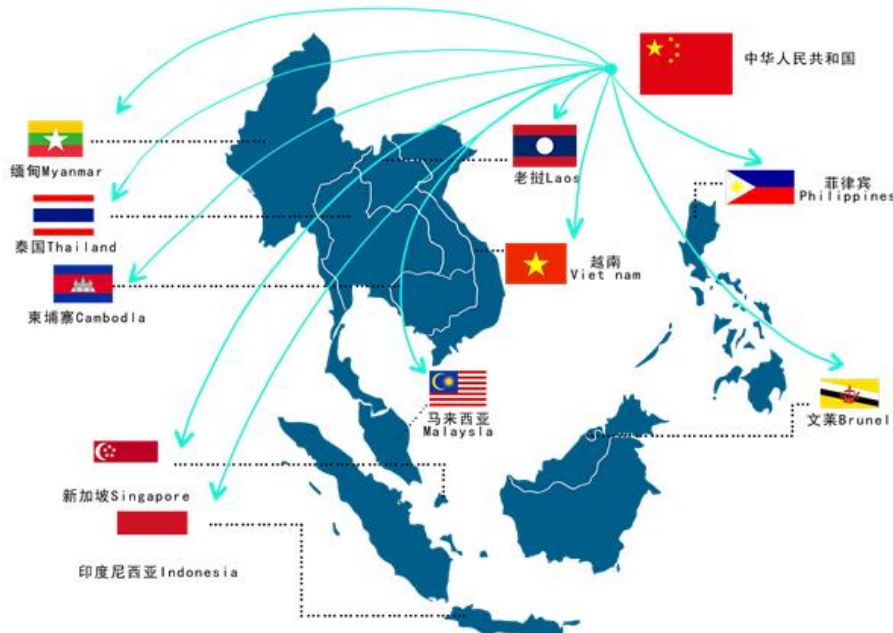 中华人民共和国
缅甸Myanmar
老挝Laos
菲律宾
Philippines
泰国Thailand
越南
Viet nam
柬埔寨Cambodla
马来西亚
Malaysla
文莱Brunel
新加坡Singapore
印度尼西亚Indonesia